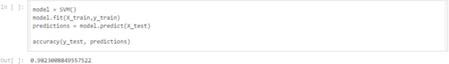 In [ ]:
model = SVM()
model.fit(X_train,y_train)
predictions = model.predict(X_test)
accuracy(y_test, predictions)
Out[ ]: 0.9823008849557522